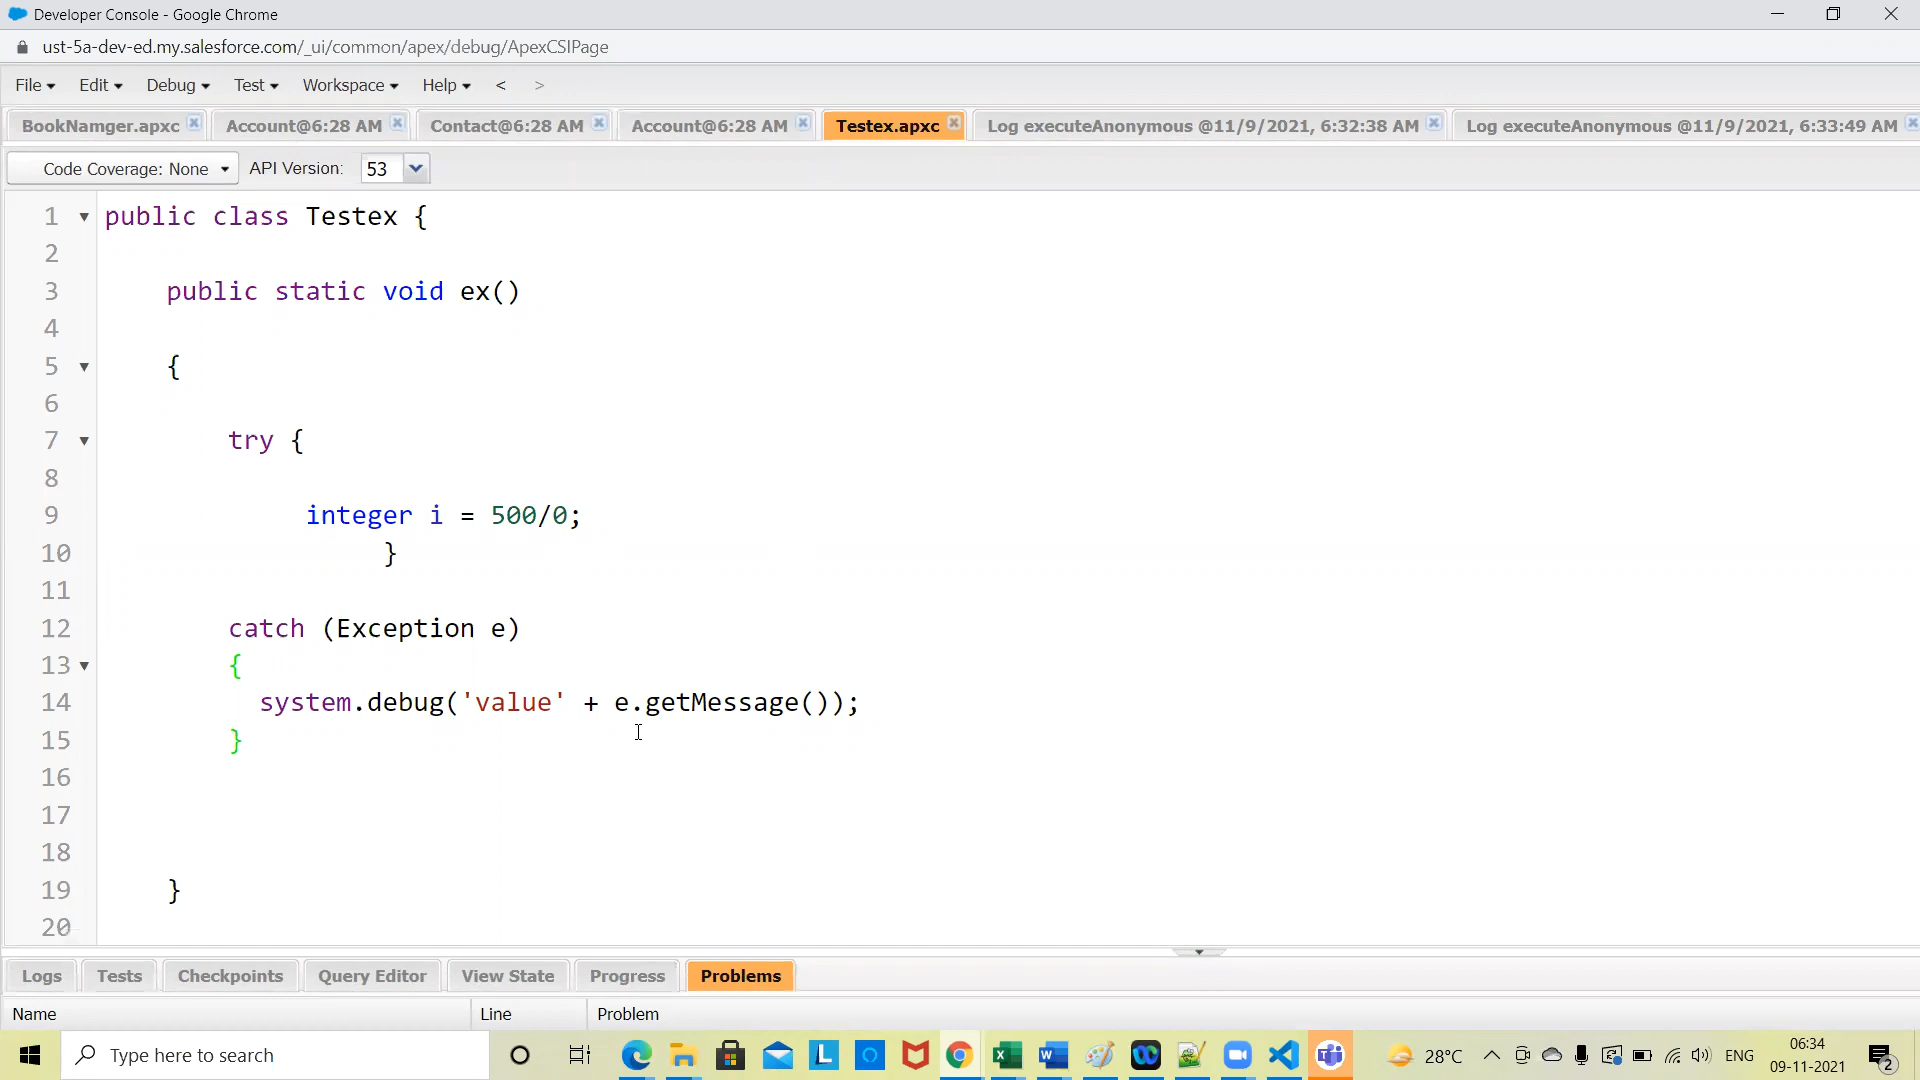 Developer Console - Google Chrome
ust-5a-dev-ed.my.salesforce.com/_ui/common/apex/debug/ApexCSIPage
File Edit Debug Test Workspace Help < >
BookNamger.apxc Account@6:28 AM Contact@6:28 AM Account@6:28 AM Testex.apxc Log executeAnonymous @11/9/2021, 6:32:38 AM Log executeAnonymous @11/9/2021, 6:33:49 AM
Code Coverage: None API Version: 53
1 public class Testex {
2
3 public static void ex()
4
5 {
6
7 try {
8
9 integer i = 500/0;
10 }
11
12 catch (Exception e)
13 {
14 system.debug('value' + e.getMessage());
15 }
16
17
18
19 }
20
Logs Tests Checkpoints Query Editor View State Progress Problems
Name Line Problem
Type here to search
28°C ENG 06:34
09-11-2021 2